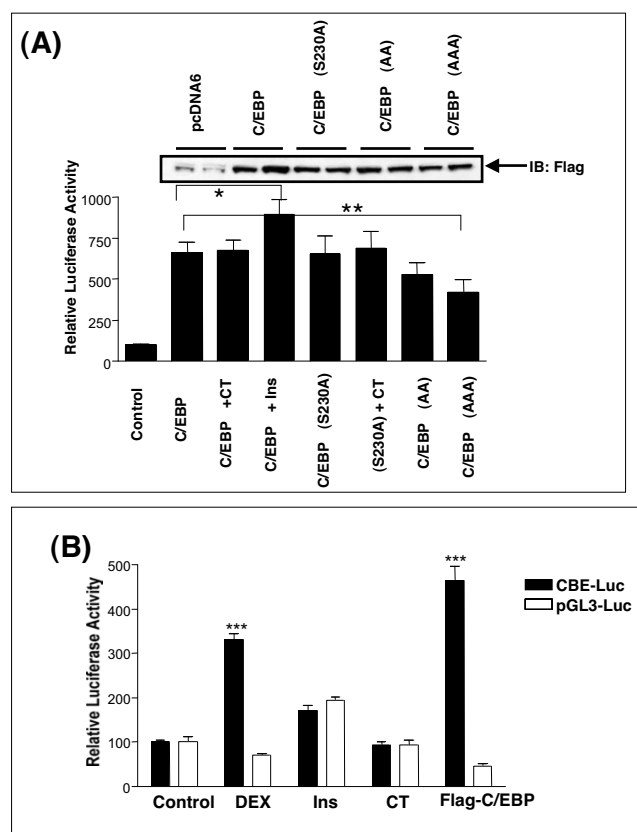 (A)
pcDNA6
C/EBP
C/EBP (S230A)
C/EBP (AA)
C/EBP (AAA)
IB: Flag
*
**
Relative Luciferase Activity
1000
750
500
250
0
Control
C/EBP
C/EBP +CT
C/EBP + Ins
C/EBP (S230A)
(S230A) + CT
C/EBP (AA)
C/EBP (AAA)
(B)
Relative Luciferase Activity
500
400
300
200
100
00
***
***
CBE-Luc
pGL3-Luc
Control
DEX
Ins
CT
Flag-C/EBP